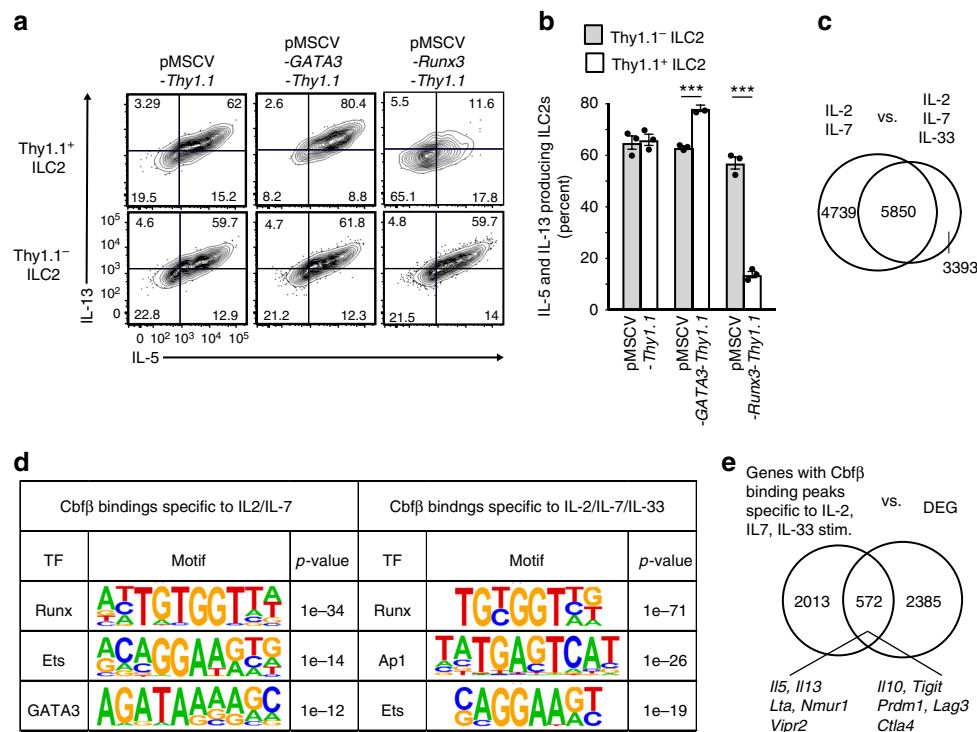 a
pMSCV
-Thy1.1
pMSCV
-GATA3
-Thy1.1
pMSCV
-Runx3
-Thy1.1
Thy1.1+
ILC2
3.29 62
19.5 15.2
2.6 80.4
8.2 8.8
5.5 11.6
65.1 17.8
Thy1.1−
ILC2
4.6 59.7
22.8 12.9
4.7 61.8
21.2 12.3
4.8 59.7
21.5 14
10⁵
10⁴
10³
10²
0
0 10² 10³ 10⁴ 10⁵
IL-13
IL-5
b
Thy1.1− ILC2
Thy1.1+ ILC2
IL-5 and IL-13 producing ILC2s
(percent)
80
60
40
20
0
***
***
pMSCV
-Thy1.1
pMSCV
-GATA3-Thy1.1
pMSCV
-Runx3-Thy1.1
c
IL-2
IL-7
vs.
IL-2
IL-7
IL-33
4739
5850
3393
d
Cbfβ bindings specific to IL2/IL-7
Cbfβ bindngs specific to IL-2/IL-7/IL-33
TF Motif p-value TF Motif p-value
Runx 1e–34 Runx 1e–71
Ets 1e–14 Ap1 1e–26
GATA3 1e–12 Ets 1e–19
e
Genes with Cbfβ
binding peaks
specific to IL-2,
IL7, IL-33 stim.
vs.
DEG
2013
572
2385
Il5, Il13
Lta, Nmur1
Vipr2
Il10, Tigit
Prdm1, Lag3
Ctla4